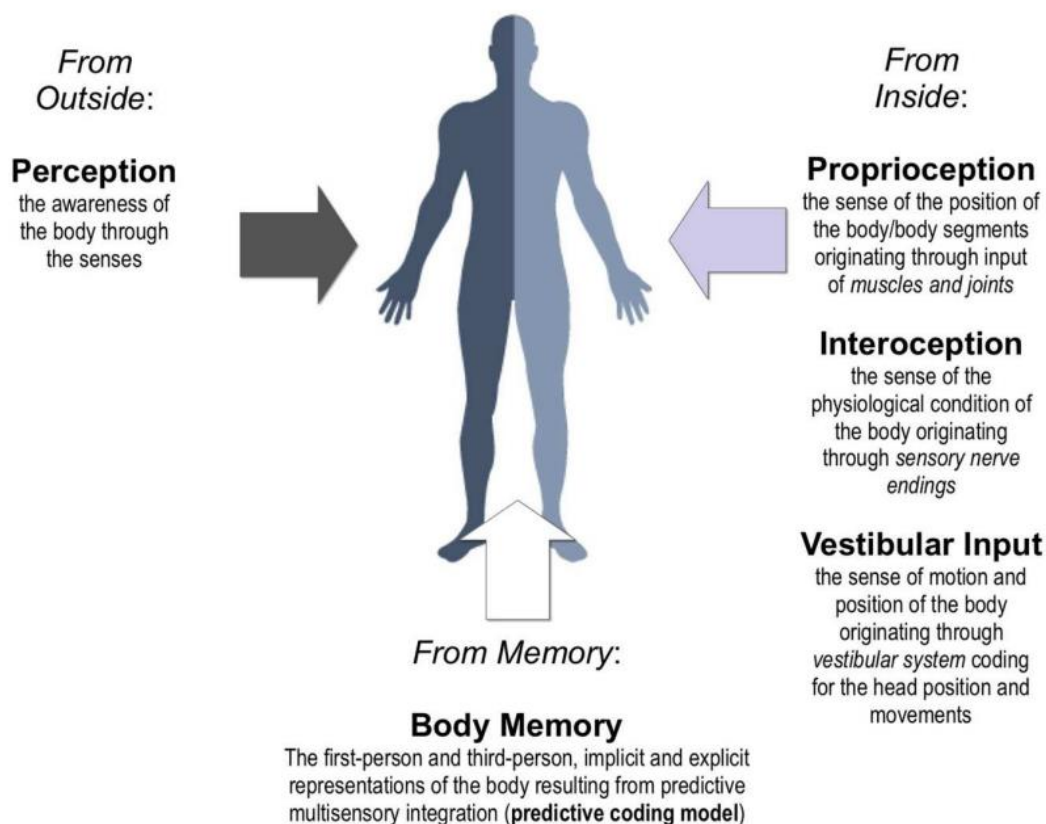 From
Outside:
Perception
the awareness of
the body through
the senses
From
Inside:
Proprioception
the sense of the position of
the body/body segments
originating through input
of muscles and joints
Interoception
the sense of the
physiological condition of
the body originating
through sensory nerve
endings
Vestibular Input
the sense of motion and
position of the body
originating through
vestibular system coding
for the head position and
movements
From Memory:
Body Memory
The first-person and third-person, implicit and explicit
representations of the body resulting from predictive
multisensory integration (predictive coding model)